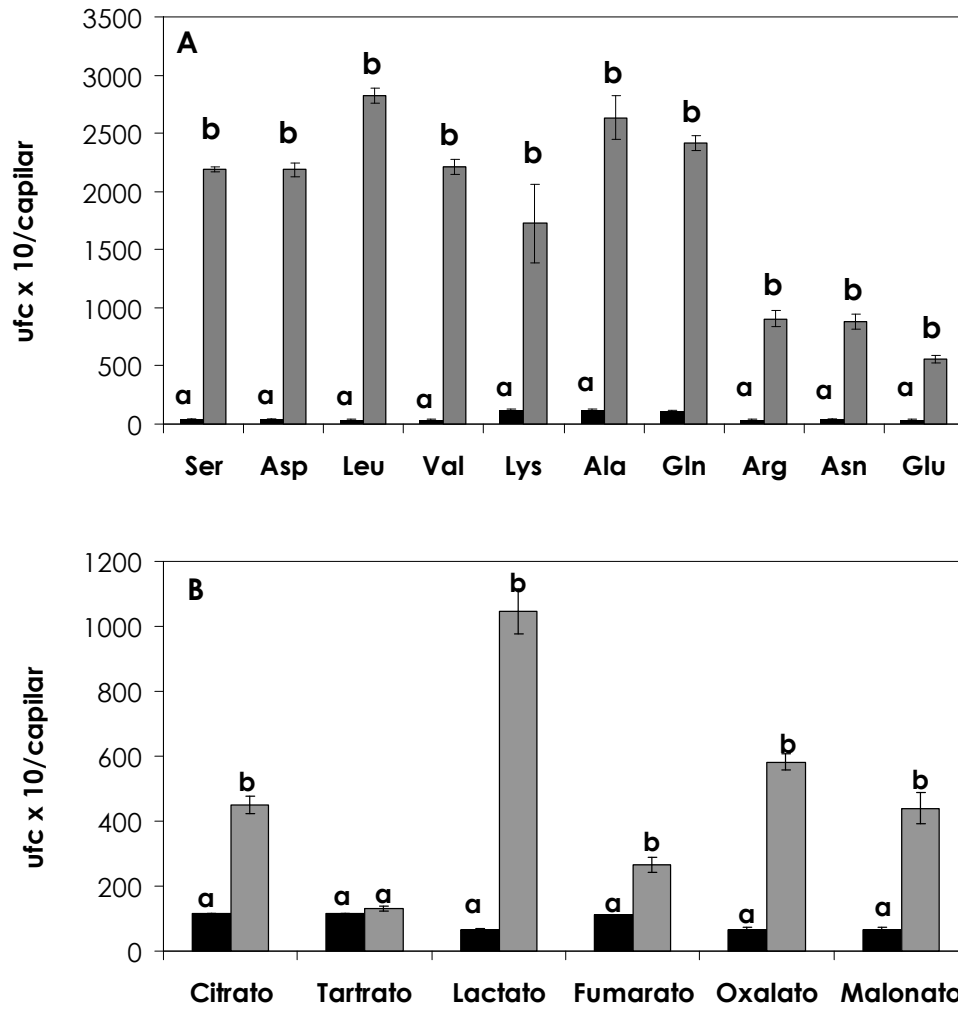 3500
A
3000
2500
2000
1500
1000
500
0
ufc x 10/capilar
b b b b b b b b b b
a a a a a a a a a
Ser Asp Leu Val Lys Ala Gln Arg Asn Glu
1200
B
1000
800
600
400
200
0
ufc x 10/capilar
b a b b b b
a a a a a a
Citrato Tartrato Lactato Fumarato Oxalato Malonato